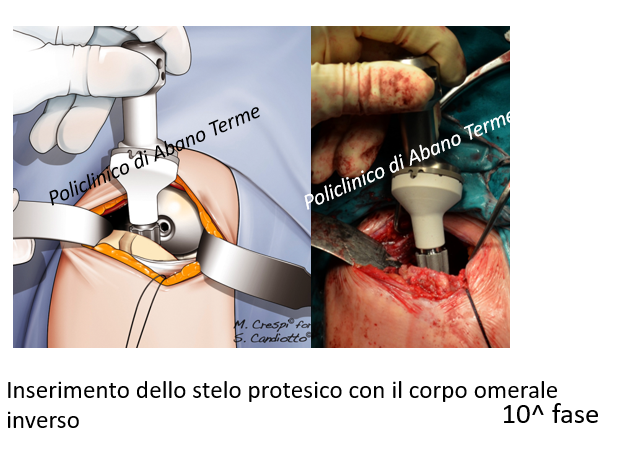 Policlinico di Abano Terme
Policlinico di Abano Terme
M. Crespi© for
S. Candiotto©
Inserimento dello stelo protesico con il corpo omerale
inverso
10^ fase